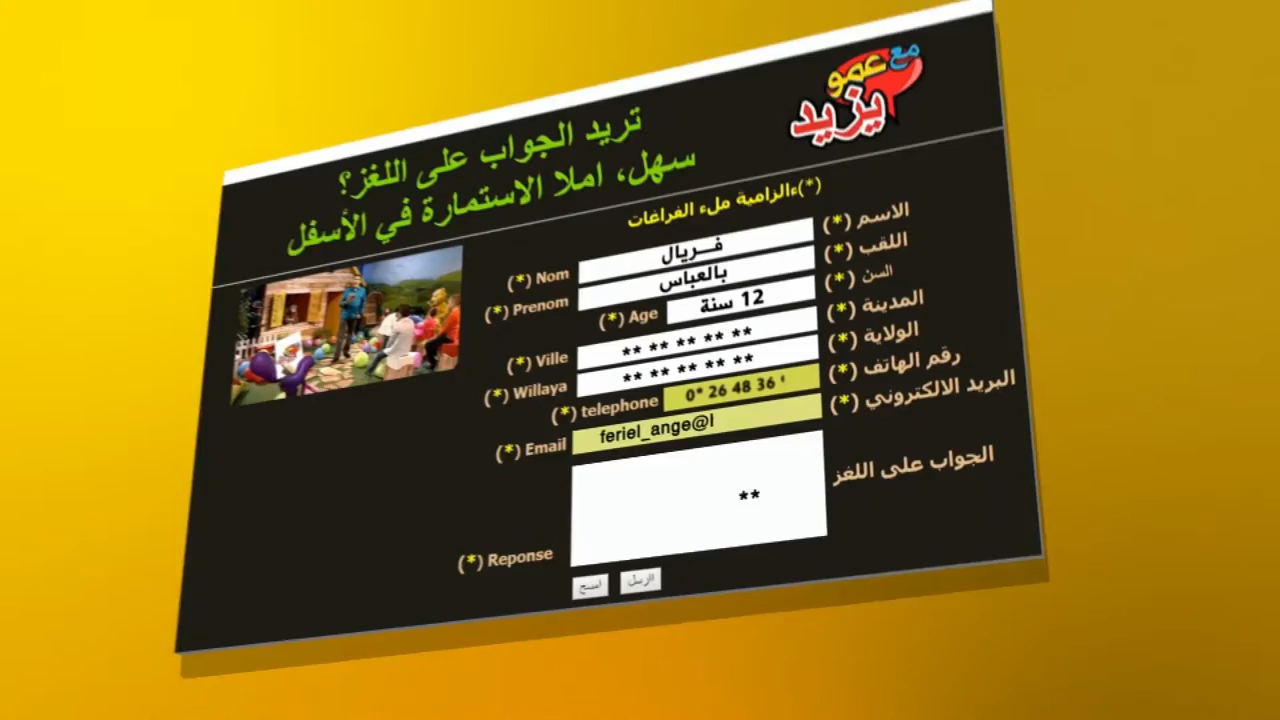 مع عمو يزيد
تريد الجواب على اللغز؟
سهل، املا الاستمارة في الأسفل
(*)ءالزامية ملء الفراغات
الاسم (*) فـريال Nom (*)
اللقب (*) بالعباس Prenom (*)
السن (*) 12 سنة Age (*)
المدينة (*) ** ** ** ** ** Ville (*)
الولاية (*) ** ** ** ** ** Willaya (*)
رقم الهاتف (*) 0* 26 48 36 telephone (*)
البريد الالكتروني (*) feriel_ange@l Email (*)
الجواب على اللغز ** Reponse (*)
ارسل امسح